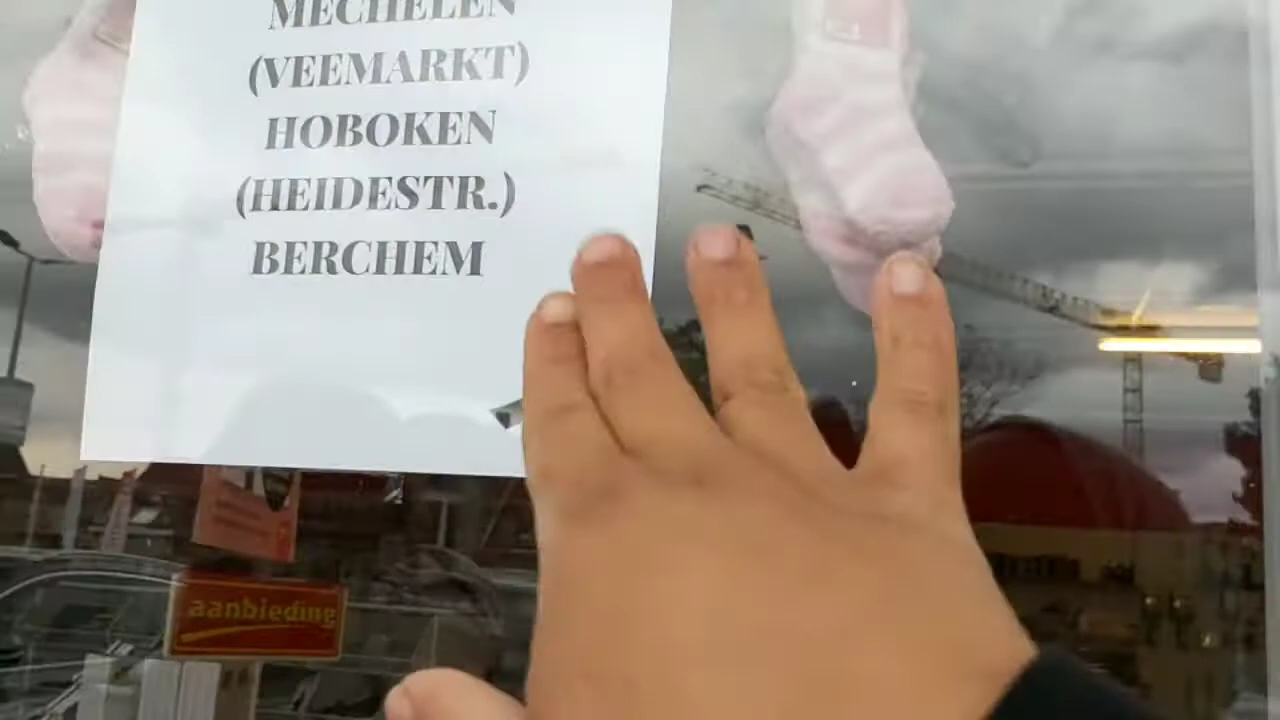 MECHELEN
(VEEMARKT)
HOBOKEN
(HEIDESTR.)
BERCHEM
aanbieding